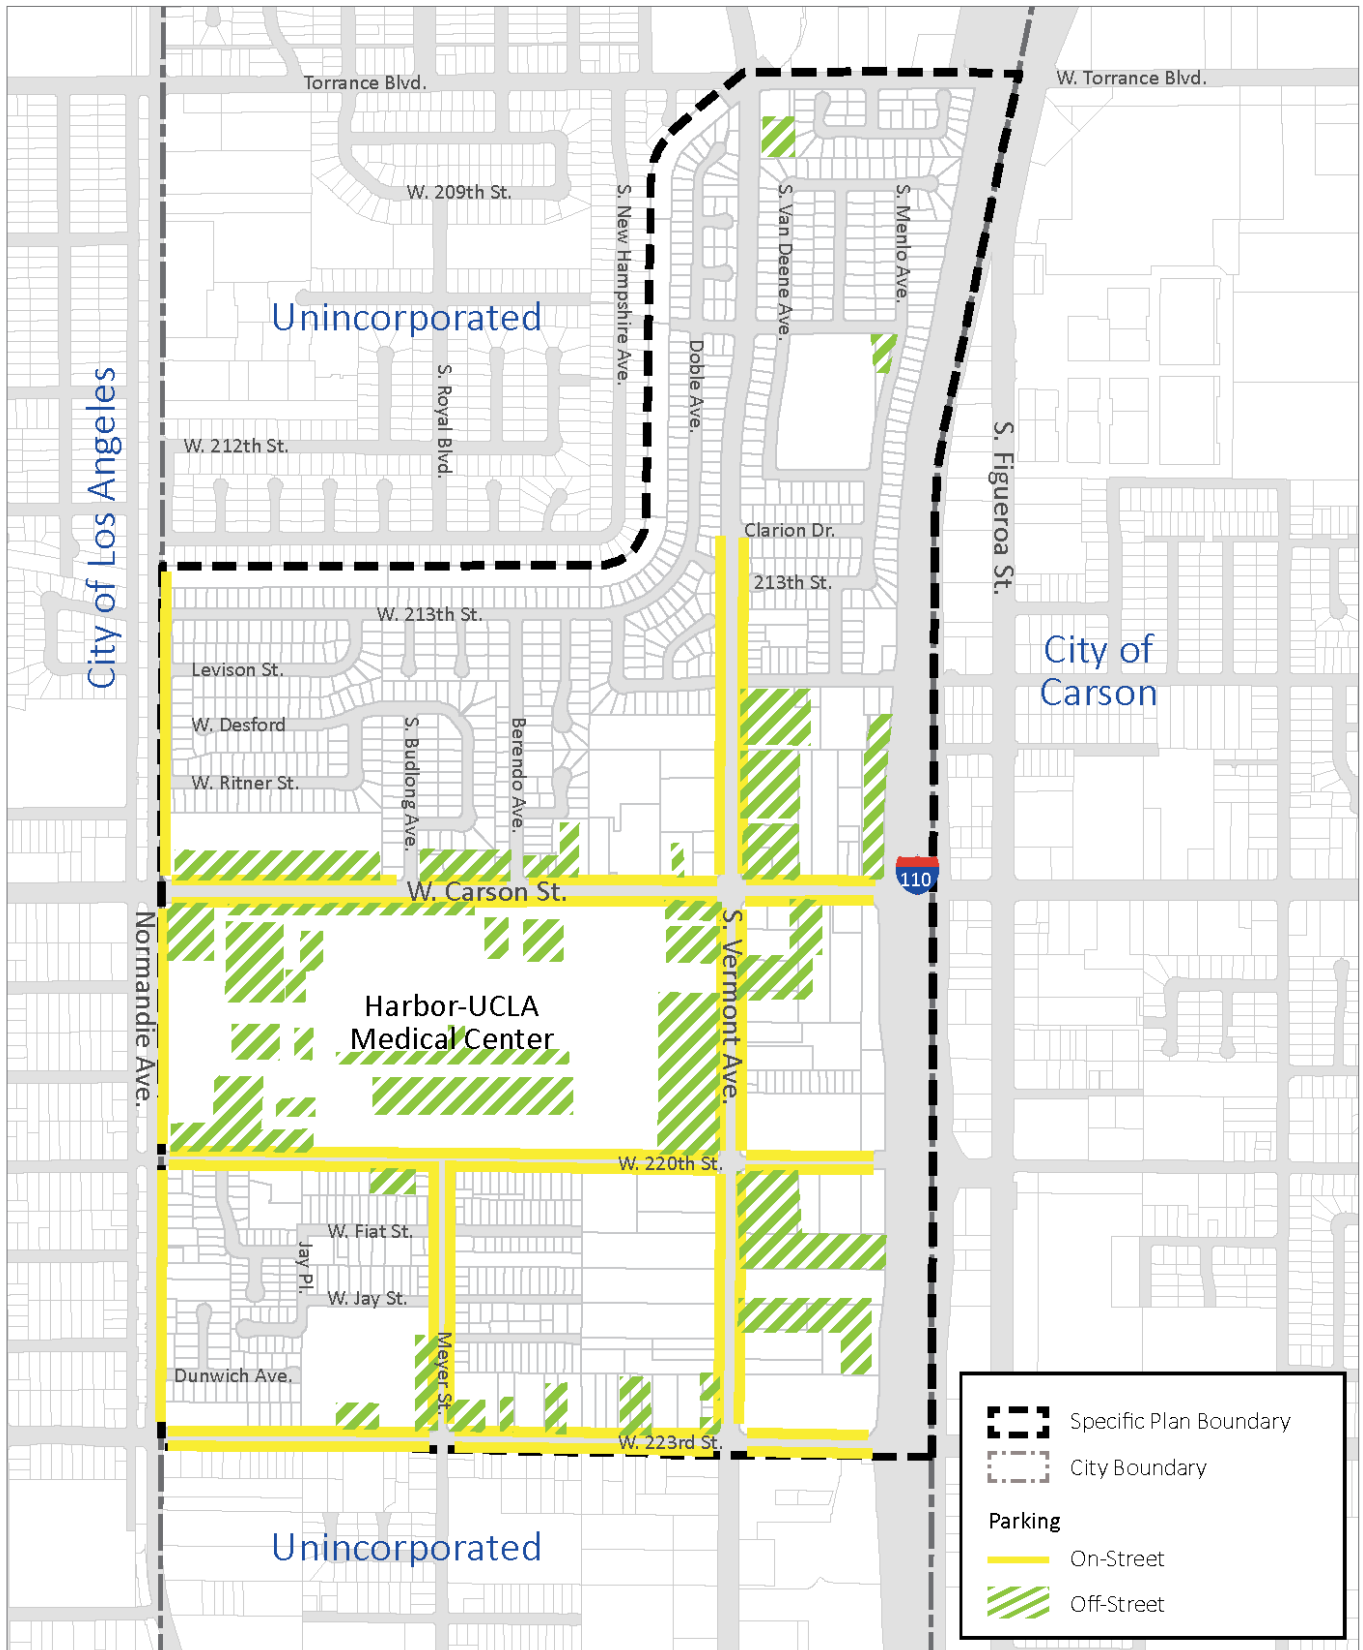 Torrance Blvd.
W. Torrance Blvd.
W. 209th St.
S. New Hampshire Ave.
S. Van Deene Ave.
S. Menlo Ave.
Unincorporated
Doble Ave.
S. Royal Blvd.
City of Los Angeles
W. 212th St.
S. Figueroa St.
Clarion Dr.
213th St.
W. 213th St.
City of
Carson
Levison St.
W. Desford
S. Budlong Ave.
Berendo Ave.
W. Ritner St.
110
W. Carson St.
Normandie Ave.
S. Vermont Ave.
Harbor-UCLA
Medical Center
W. 220th St.
W. Fiat St.
Jay Pl.
W. Jay St.
Meyer St.
Dunwich Ave.
W. 223rd St.
Unincorporated
Specific Plan Boundary
City Boundary
Parking
On-Street
Off-Street